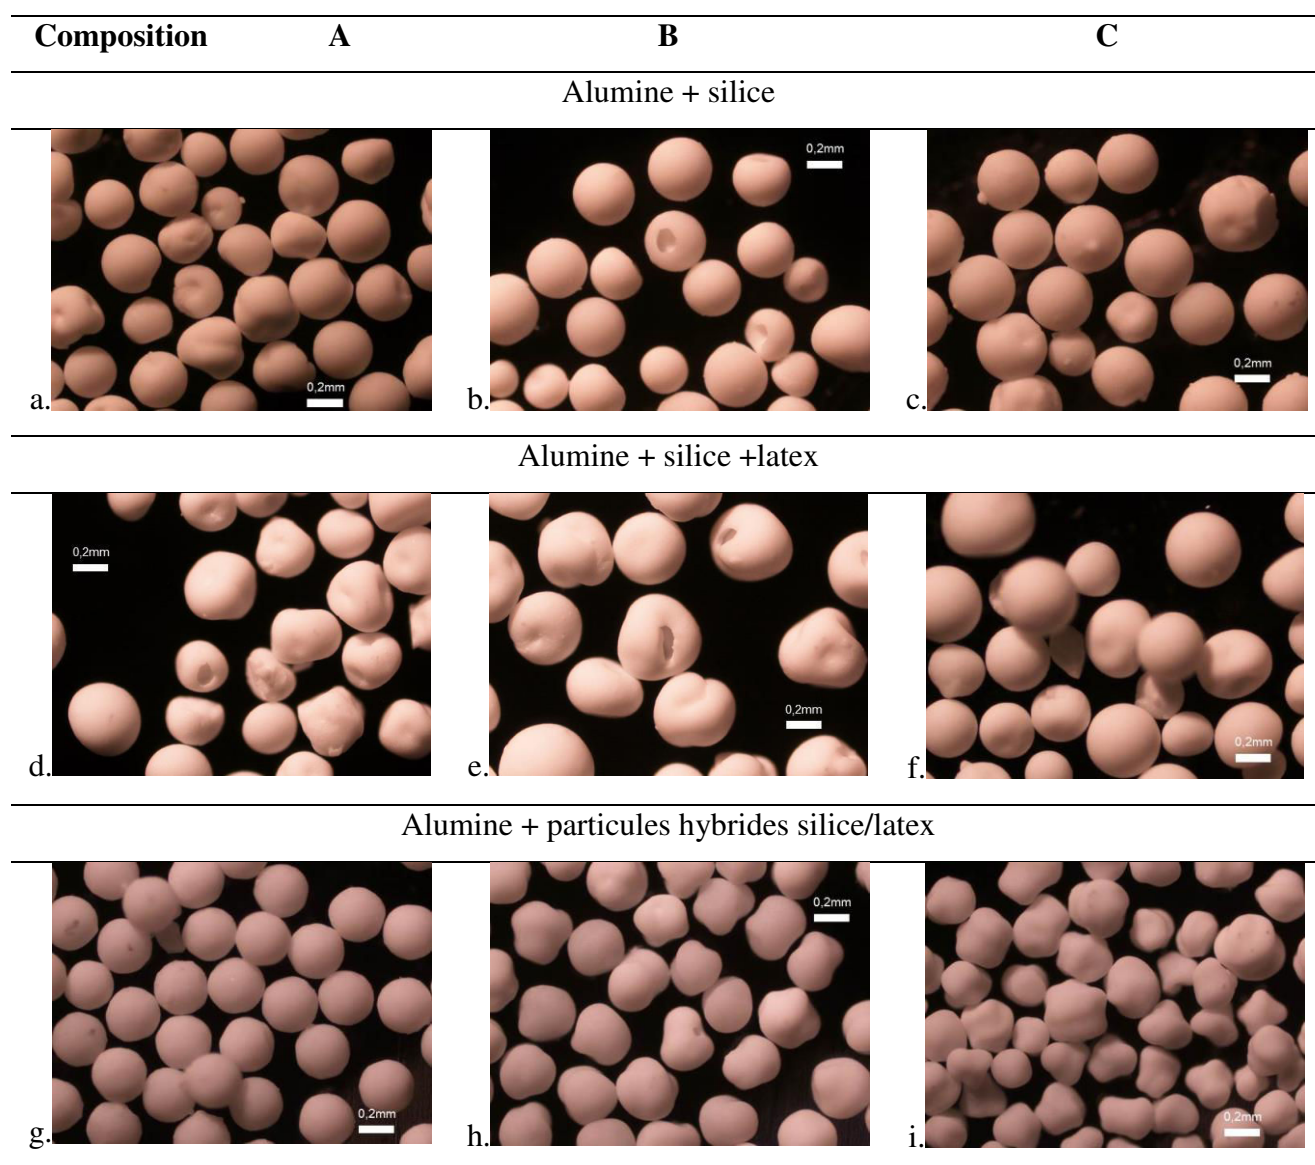 Composition A B C
Alumine + silice
0,2mm
0,2mm
0,2mm
a. b. c.
Alumine + silice +latex
0,2mm
0,2mm
0,2mm
d. e. f.
Alumine + particules hybrides silice/latex
0,2mm
0,2mm
0,2mm
g. h. i.